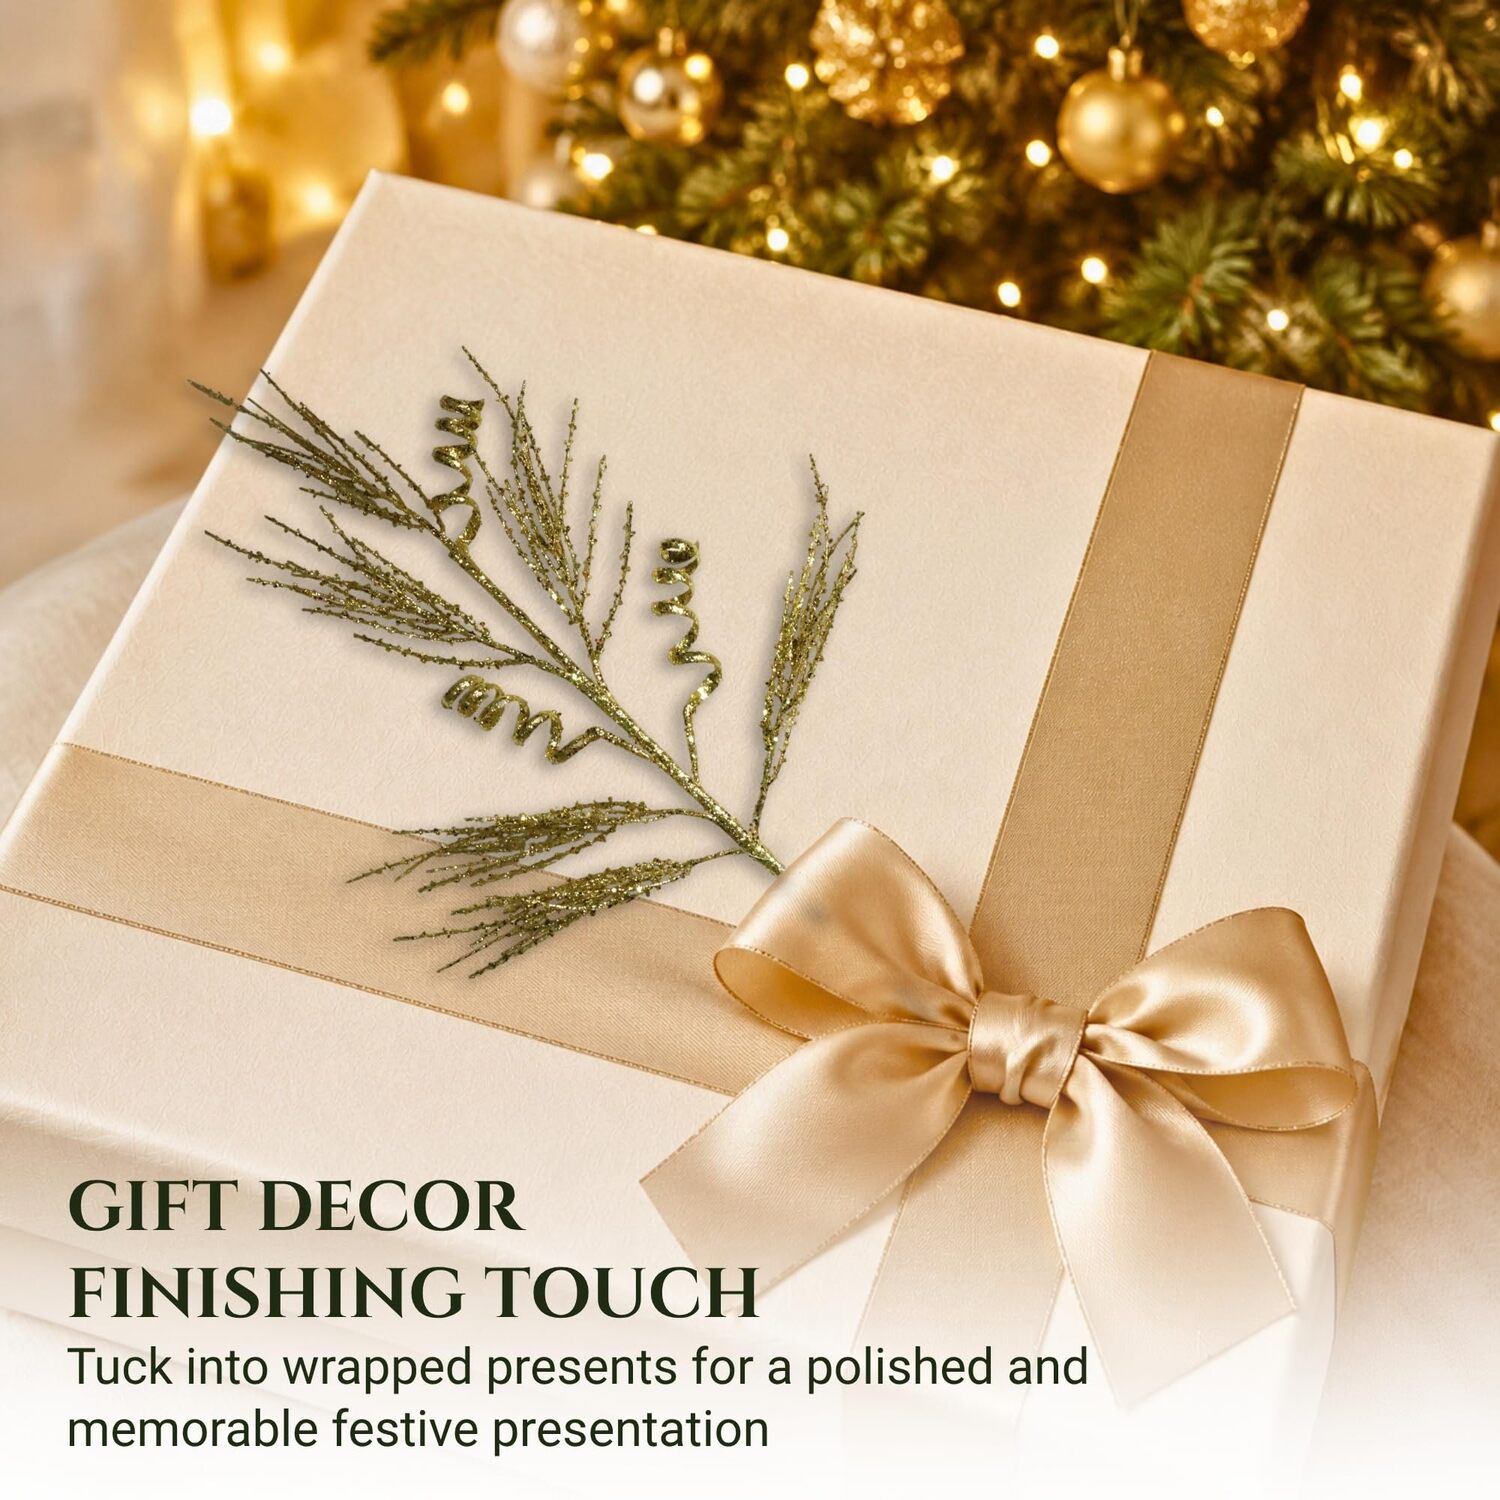 GIFT DECOR
FINISHING TOUCH
Tuck into wrapped presents for a polished and
memorable festive presentation